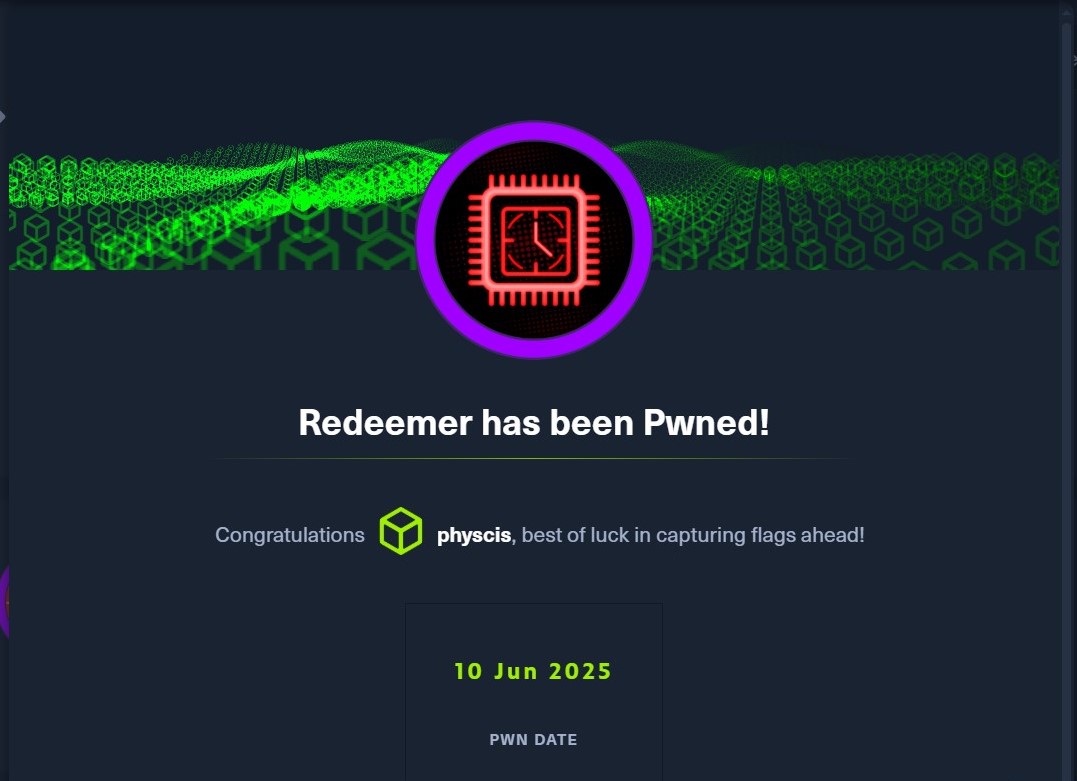 Redeemer has been Pwned!
Congratulations physcis, best of luck in capturing flags ahead!
10 Jun 2025
PWN DATE